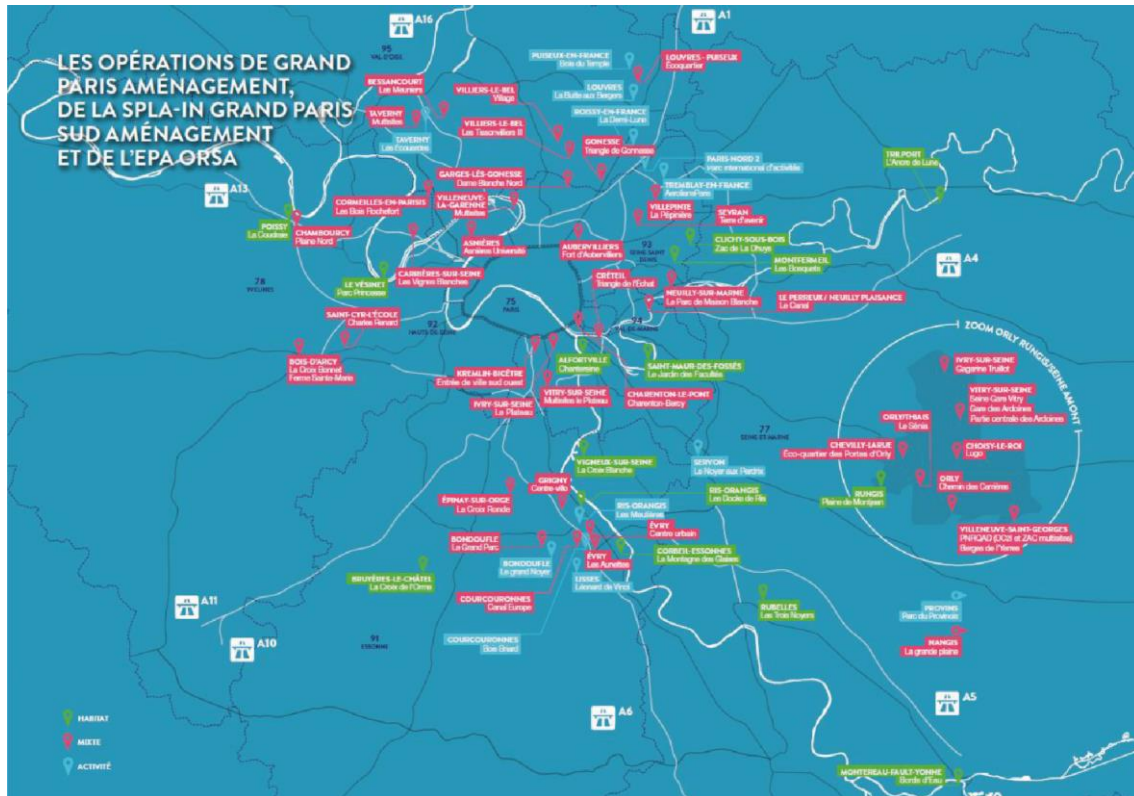 LES OPÉRATIONS DE GRAND
PARIS AMÉNAGEMENT,
DE LA SPLA-IN GRAND PARIS
SUD AMÉNAGEMENT
ET DE L'EPA ORSA
A16
A1
95
VAL-D'OISE
PUISEUX-EN-FRANCE
Bois du Temple
LOUVRES - PUISEUX
Écoquartier
BESSANCOURT
Les Meuniers
VILLIERS-LE-BEL
Village
LOUVRES
La Butte aux Bergers
TAVERNY
Multisites
VILLIERS-LE-BEL
Les Tissonvilliers III
ROISSY-EN-FRANCE
La Demi-Lune
TAVERNY
Les Écouardes
GONESSE
Triangle de Gonesse
PARIS NORD 2
Parc international d'activités
TRILPORT
L'Ancre de Lune
GARGES-LÈS-GONESSE
Dame Blanche Nord
TREMBLAY-EN-FRANCE
AerolianParis
A13
CORMEILLES-EN-PARISIS
Les Bois Rochefort
VILLENEUVE-
LA-GARENNE
Multisites
VILLEPINTE
La Pépinière
SEVRAN
Terre d'avenir
POISSY
La Coudraie
CHAMBOURCY
Plaine Nord
ASNIÈRES
Asnières Université
AUBERVILLIERS
Fort d'Aubervilliers
93
SEINE-SAINT-
DENIS
CLICHY-SOUS-BOIS
Zac de La Dhuys
MONTFERMEIL
Les Bosquets
A4
LE VÉSINET
Parc Princesse
CARRIÈRES-SUR-SEINE
Les Vignes Blanches
CRÉTEIL
Triangle de l'Echat
NEUILLY-SUR-MARNE
Le Parc de Maison Blanche
LE PERREUX / NEUILLY PLAISANCE
Le Canal
78
YVELINES
75
PARIS
SAINT-CYR-L'ÉCOLE
Charles Renard
92
HAUTS-DE-SEINE
94
VAL-DE-MARNE
ZOOM ORLY RUNGIS/SEINE AMONT
BOIS-D'ARCY
La Croix Bonnet
Ferme Sainte-Marie
KREMLIN-BICÊTRE
Entrée de ville sud ouest
ALFORTVILLE
Chantereine
SAINT-MAUR-DES-FOSSÉS
Le Jardin des Facultés
IVRY-SUR-SEINE
Gagarine Truillot
IVRY-SUR-SEINE
Le Plateau
VITRY-SUR-SEINE
Multisites le Plateau
CHARENTON-LE-PONT
Charenton-Bercy
VITRY-SUR-SEINE
Seine-Gare Vitry
Gare des Ardoines
Partie centrale des Ardoines
ORLY/THIAIS
Le Sénia
77
SEINE-ET-MARNE
CHEVILLY-LARUE
Éco-quartier des Portes d'Orly
CHOISY-LE-ROI
Lugo
VIGNEUX-SUR-SEINE
La Croix Blanche
SERVON
Le Noyer aux Perdrix
RUNGIS
Plaine de Montjean
ORLY
Chemin des Carrières
GRIGNY
Centre-ville
ÉPINAY-SUR-ORGE
La Croix Ronde
RIS-ORANGIS
Les Docks de Ris
RIS-ORANGIS
VILLENEUVE-SAINT-GEORGES
PNRQAD (OC28 et ZAC multisites)
Berges de l'Yerres
BONDOUFLE
Le Grand Parc
ÉVRY
Centre urbain
BONDOUFLE
Le grand Noyer
ÉVRY
Les Aunettes
CORBEIL-ESSONNES
La Montagne des Glaises
BRUYÈRES-LE-CHÂTEL
La Croix de l'Orme
LISSES
Léonard de Vinci
COURCOURONNES
Canal Europe
RUBELLES
Les Trois Noyers
PROVINS
Parc du Provinois
A11
A10
91
ESSONNE
COURCOURONNES
Bois Briard
NANGIS
La grande plaine
A6
A5
HABITAT
MIXTE
ACTIVITÉ
MONTEREAU-FAULT-YONNE
Bords d'Eau